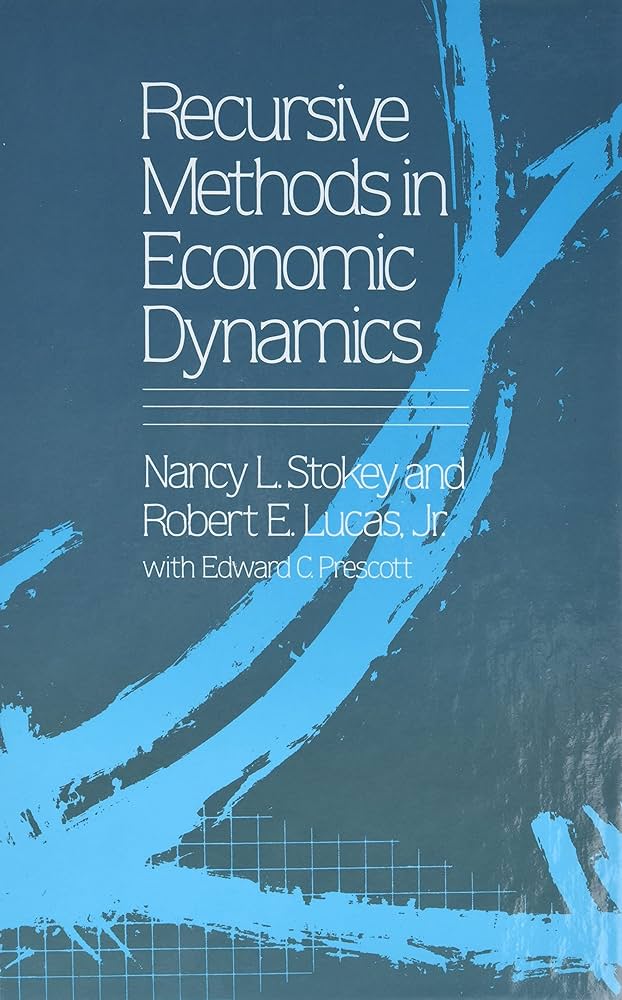 Recursive
Methods in
Economic
Dynamics
Nancy L. Stokey and
Robert E. Lucas, Jr.
with Edward C. Prescott